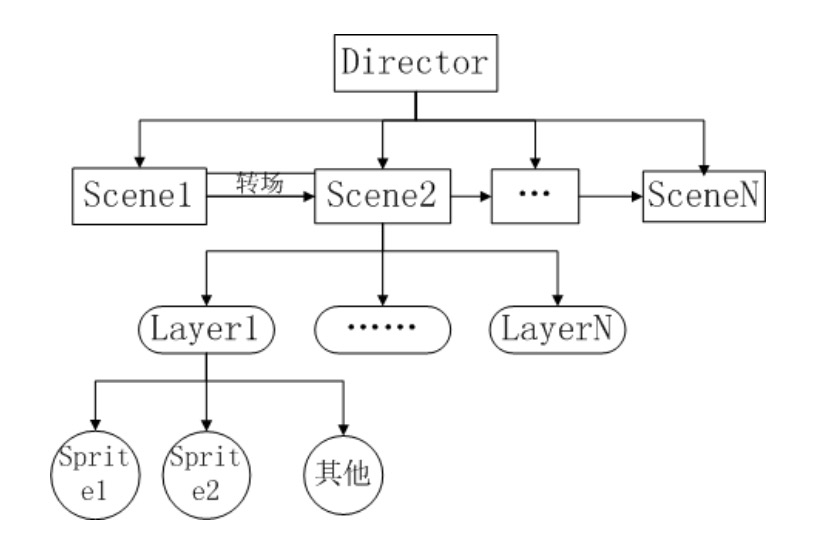 Director
Scene1
转场
Scene2
…
SceneN
Layer1
……
LayerN
Sprit
e1
Sprit
e2
其他